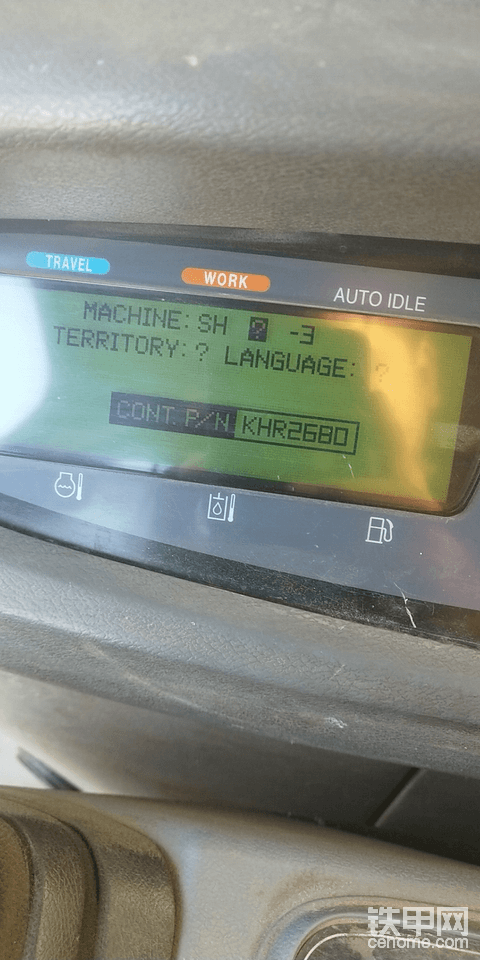 TRAVEL
WORK
AUTO IDLE
MACHINE: SH ? -3
TERRITORY: ? LANGUAGE: ?
CONT. P/N KHR2680
铁甲网
cehome.com